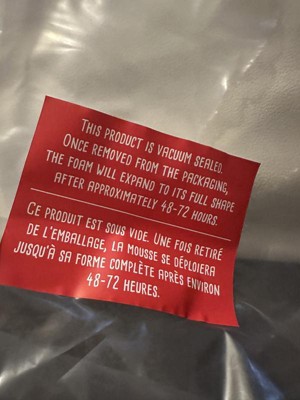 THIS PRODUCT IS VACUUM SEALED.
ONCE REMOVED FROM THE PACKAGING,
THE FOAM WILL EXPAND TO ITS FULL SHAPE
AFTER APPROXIMATELY 48-72 HOURS.
CE PRODUIT EST SOUS VIDE. UNE FOIS RETIRÉ
DE L'EMBALLAGE, LA MOUSSE SE DÉPLOIERA
JUSQU'À SA FORME COMPLÈTE APRÈS ENVIRON
48-72 HEURES.